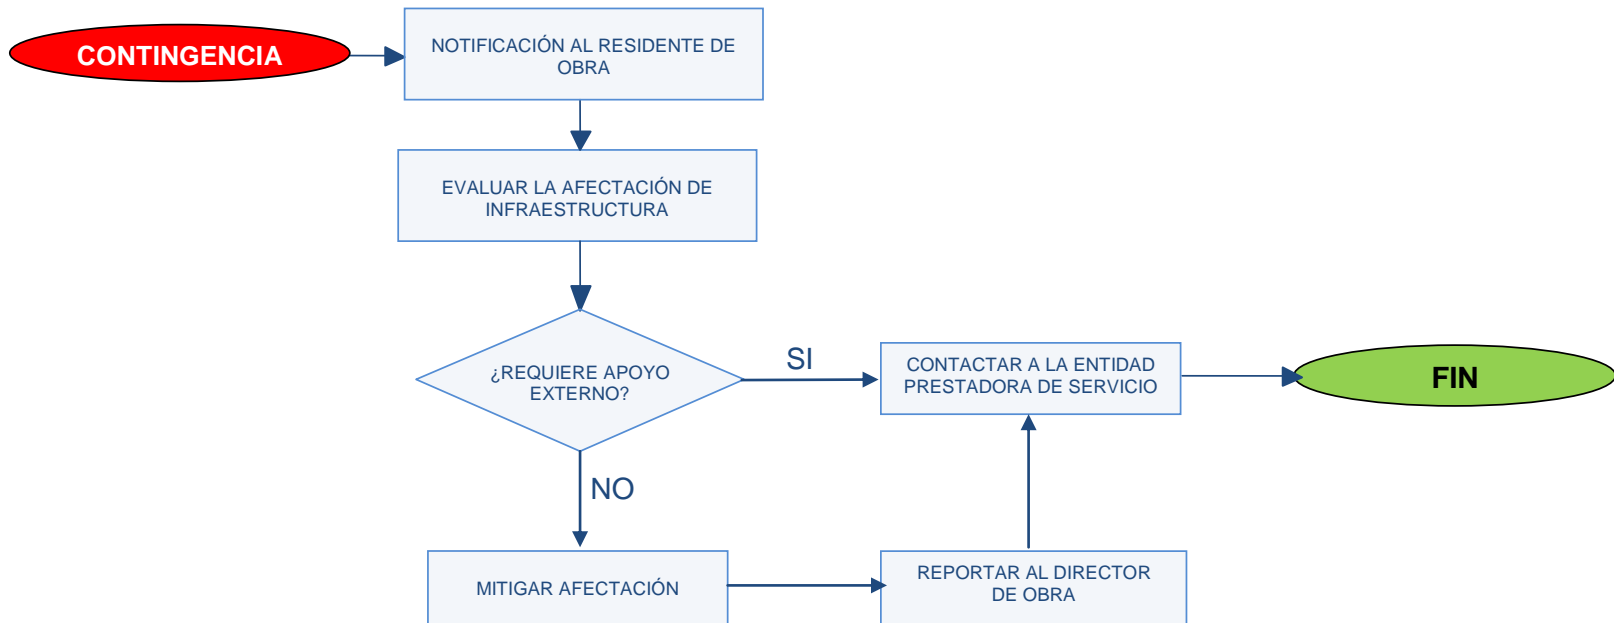 CONTINGENCIA
NOTIFICACIÓN AL RESIDENTE DE
OBRA
EVALUAR LA AFECTACIÓN DE
INFRAESTRUCTURA
¿REQUIERE APOYO
EXTERNO?
SI
CONTACTAR A LA ENTIDAD
PRESTADORA DE SERVICIO
FIN
NO
MITIGAR AFECTACIÓN
REPORTAR AL DIRECTOR
DE OBRA